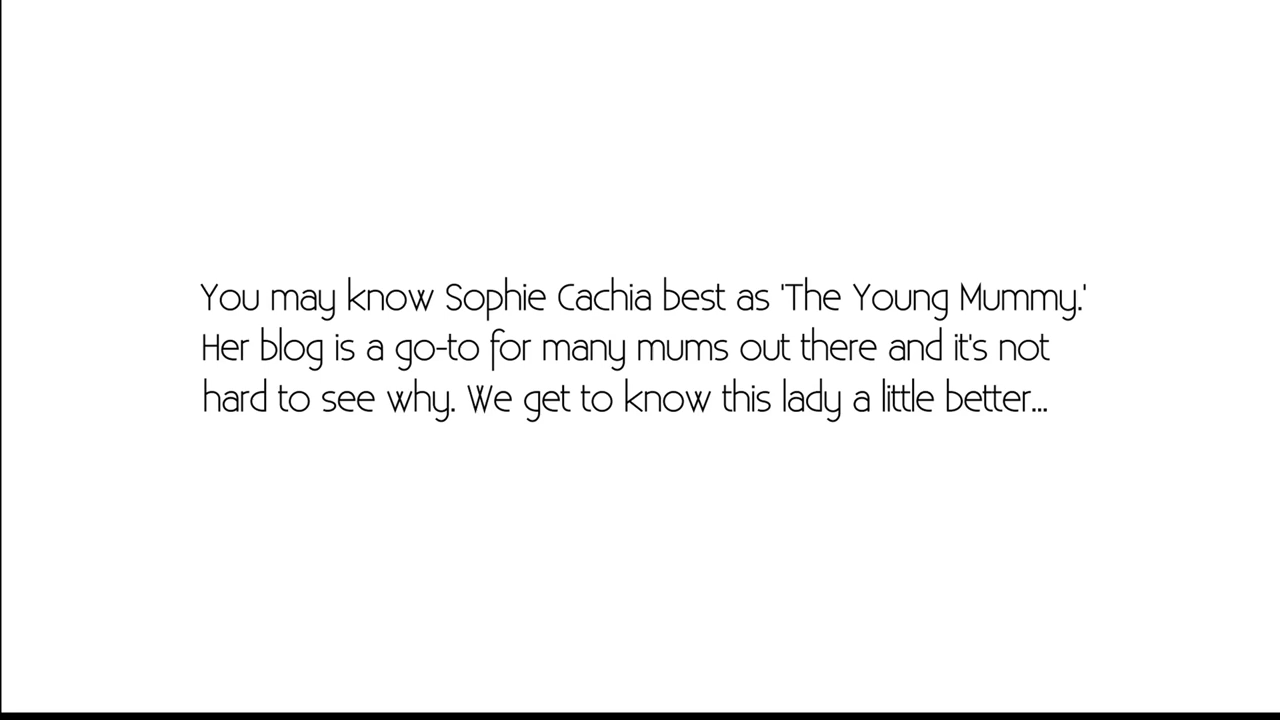 You may know Sophie Cachia best as 'The Young Mummy.'
Her blog is a go-to for many mums out there and it's not
hard to see why. We get to know this lady a little better...